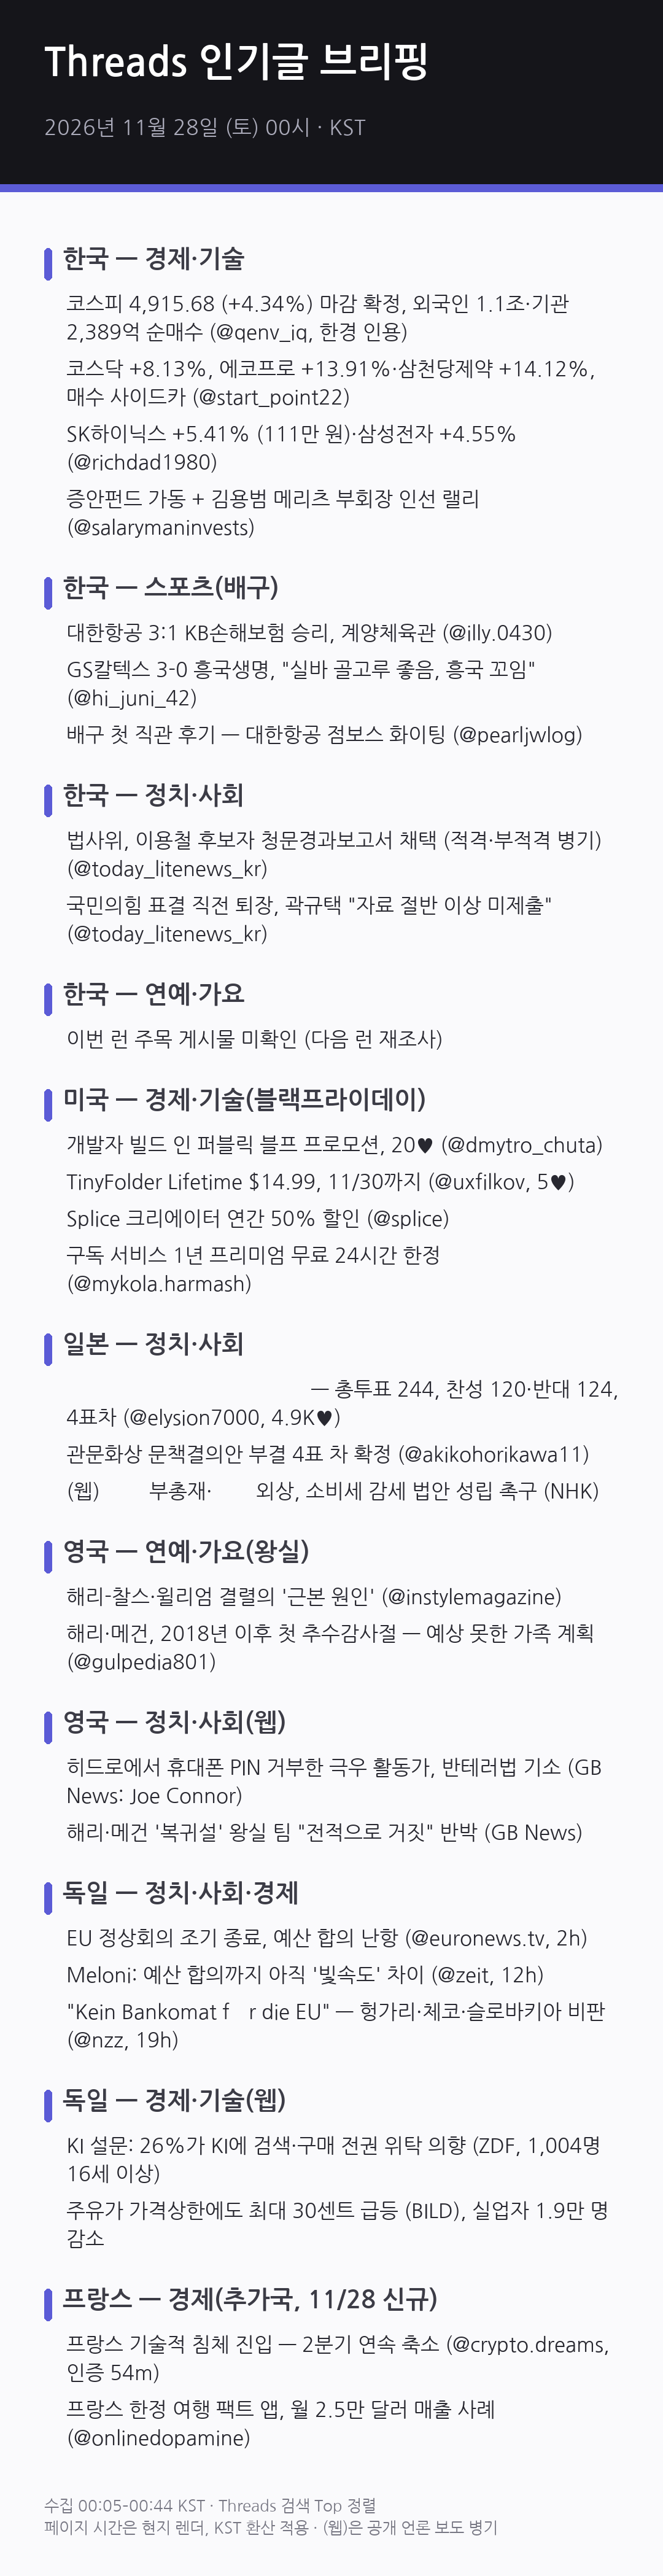 Threads 인기글 브리핑
2026년 11월 28일 (토) 00시 · KST
한국 — 경제·기술
코스피 4,915.68 (+4.34%) 마감 확정, 외국인 1.1조·기관
2,389억 순매수 (@qenv_iq, 한경 인용)
코스닥 +8.13%, 에코프로 +13.91%·삼천당제약 +14.12%,
매수 사이드카 (@start_point22)
SK하이닉스 +5.41% (111만 원)·삼성전자 +4.55%
(@richdad1980)
증안펀드 가동 + 김용범 메리츠 부회장 인선 랠리
(@salarymaninvests)
한국 — 스포츠(배구)
대한항공 3:1 KB손해보험 승리, 계양체육관 (@illy.0430)
GS칼텍스 3-0 흥국생명, "실바 골고루 좋음, 흥국 꼬임"
(@hi_juni_42)
배구 첫 직관 후기 — 대한항공 점보스 화이팅 (@pearljwlog)
한국 — 정치·사회
법사위, 이용철 후보자 청문경과보고서 채택 (적격·부적격 병기)
(@today_litenews_kr)
국민의힘 표결 직전 퇴장, 곽규택 "자료 절반 이상 미제출"
(@today_litenews_kr)
한국 — 연예·가요
이번 런 주목 게시물 미확인 (다음 런 재조사)
미국 — 경제·기술(블랙프라이데이)
개발자 빌드 인 퍼블릭 블프 프로모션, 20♥ (@dmytro_chuta)
TinyFolder Lifetime $14.99, 11/30까지 (@uxfilkov, 5♥)
Splice 크리에이터 연간 50% 할인 (@splice)
구독 서비스 1년 프리미엄 무료 24시간 한정
(@mykola.harmash)
일본 — 정치·사회
— 총투표 244, 찬성 120·반대 124,
4표차 (@elysion7000, 4.9K♥)
관문화상 문책결의안 부결 4표 차 확정 (@akikohorikawa11)
(웹) 부총재· 외상, 소비세 감세 법안 성립 촉구 (NHK)
영국 — 연예·가요(왕실)
해리-찰스·윌리엄 결렬의 '근본 원인' (@instylemagazine)
해리·메건, 2018년 이후 첫 추수감사절 — 예상 못한 가족 계획
(@gulpedia801)
영국 — 정치·사회(웹)
히드로에서 휴대폰 PIN 거부한 극우 활동가, 반테러법 기소 (GB
News: Joe Connor)
해리·메건 '복귀설' 왕실 팀 "전적으로 거짓" 반박 (GB News)
독일 — 정치·사회·경제
EU 정상회의 조기 종료, 예산 합의 난항 (@euronews.tv, 2h)
Meloni: 예산 합의까지 아직 '빛속도' 차이 (@zeit, 12h)
"Kein Bankomat f r die EU" — 헝가리·체코·슬로바키아 비판
(@nzz, 19h)
독일 — 경제·기술(웹)
KI 설문: 26%가 KI에 검색·구매 전권 위탁 의향 (ZDF, 1,004명
16세 이상)
주유가 가격상한에도 최대 30센트 급등 (BILD), 실업자 1.9만 명
감소
프랑스 — 경제(추가국, 11/28 신규)
프랑스 기술적 침체 진입 — 2분기 연속 축소 (@crypto.dreams,
인증 54m)
프랑스 한정 여행 팩트 앱, 월 2.5만 달러 매출 사례
(@onlinedopamine)
수집 00:05-00:44 KST · Threads 검색 Top 정렬
페이지 시간은 현지 렌더, KST 환산 적용 · (웹)은 공개 언론 보도 병기